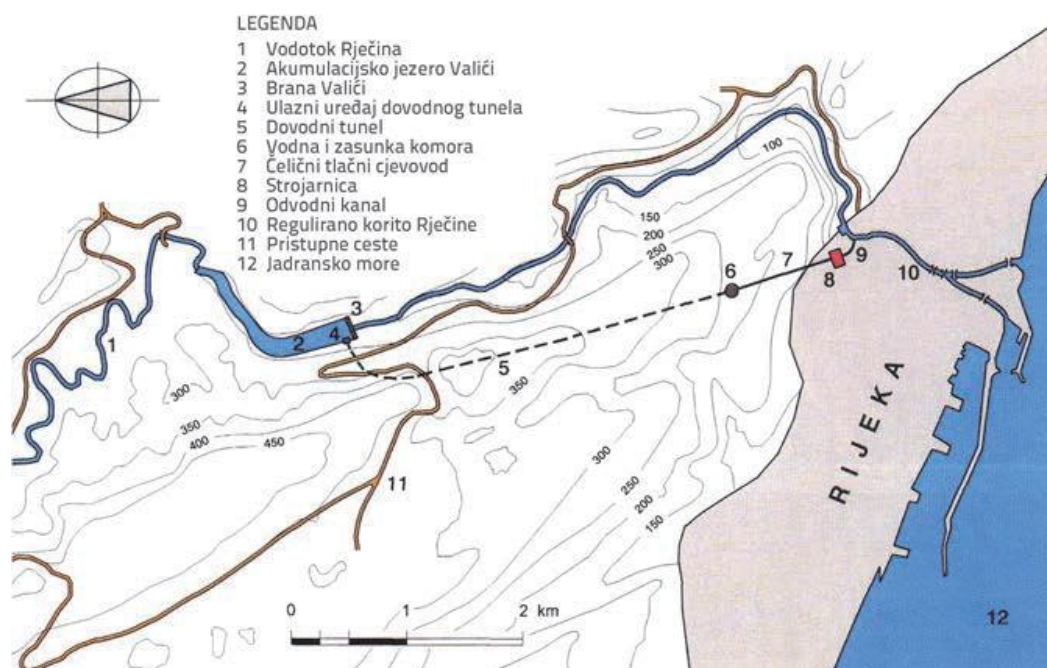 LEGENDA
1 Vodotok Rječina
2 Akumulacijsko jezero Valići
3 Brana Valići
4 Ulazni uređaj dovodnog tunela
5 Dovodni tunel
6 Vodna i zasunka komora
7 Čelični tlačni cjevovod
8 Strojarnica
9 Odvodni kanal
10 Regulirano korito Rječine
11 Pristupne ceste
12 Jadransko more
100
150
200
250
300
6
7
9
8
10
3
4
2
1
5
350
300
350
400
450
11
300
250
200
150
RIJEKA
0 1 2 km
12